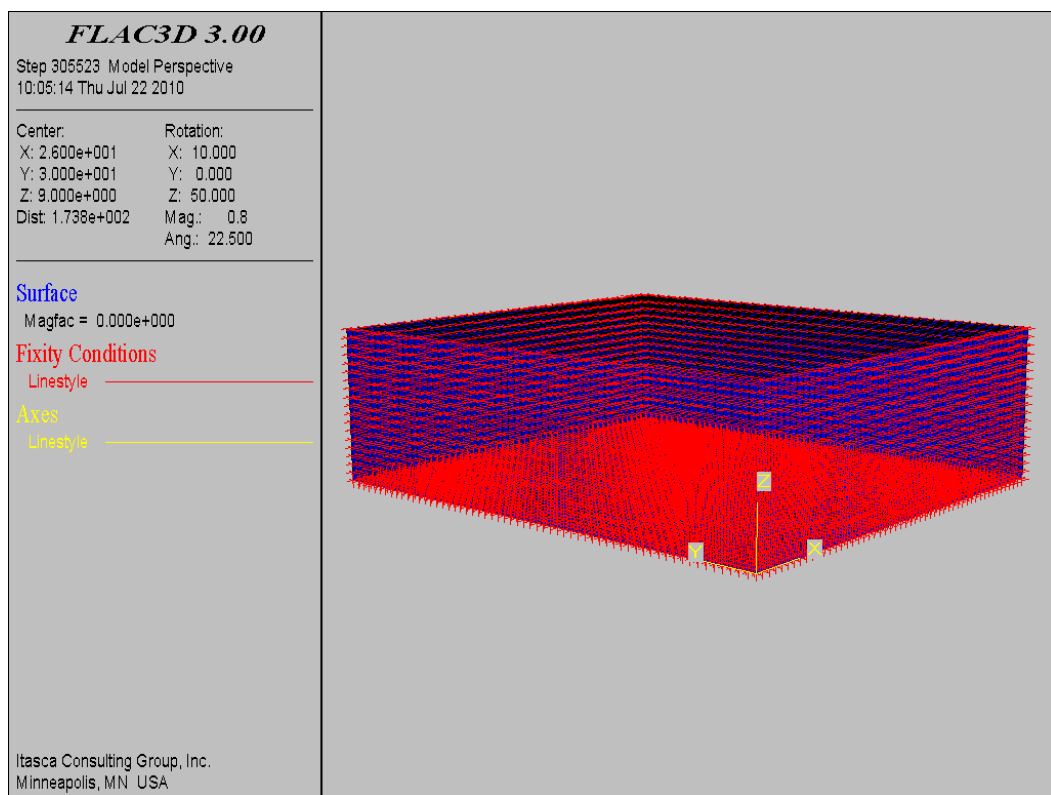 FLAC3D 3.00
Step 305523 Model Perspective
10:05:14 Thu Jul 22 2010
Center: Rotation:
X: 2.600e+001 X: 10.000
Y: 3.000e+001 Y: 0.000
Z: 9.000e+000 Z: 50.000
Dist: 1.738e+002 Mag.: 0.8
Ang.: 22.500
Surface
Magfac = 0.000e+000
Fixity Conditions
Linestyle
Axes
Linestyle
Z
Y X
Itasca Consulting Group, Inc.
Minneapolis, MN USA